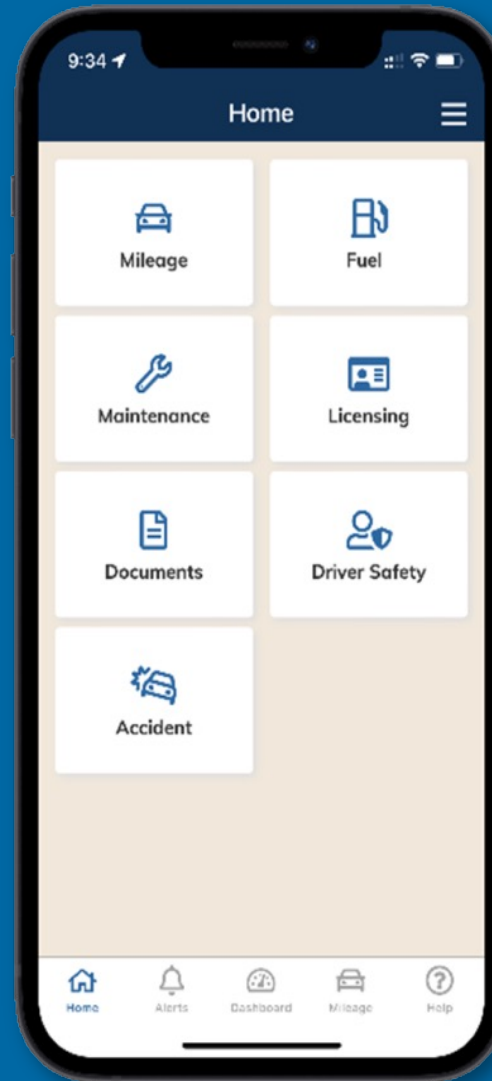 9:34
Home
Mileage
Fuel
Maintenance
Licensing
Documents
Driver Safety
Accident
Home
Alerts
Dashboard
Mileage
Help